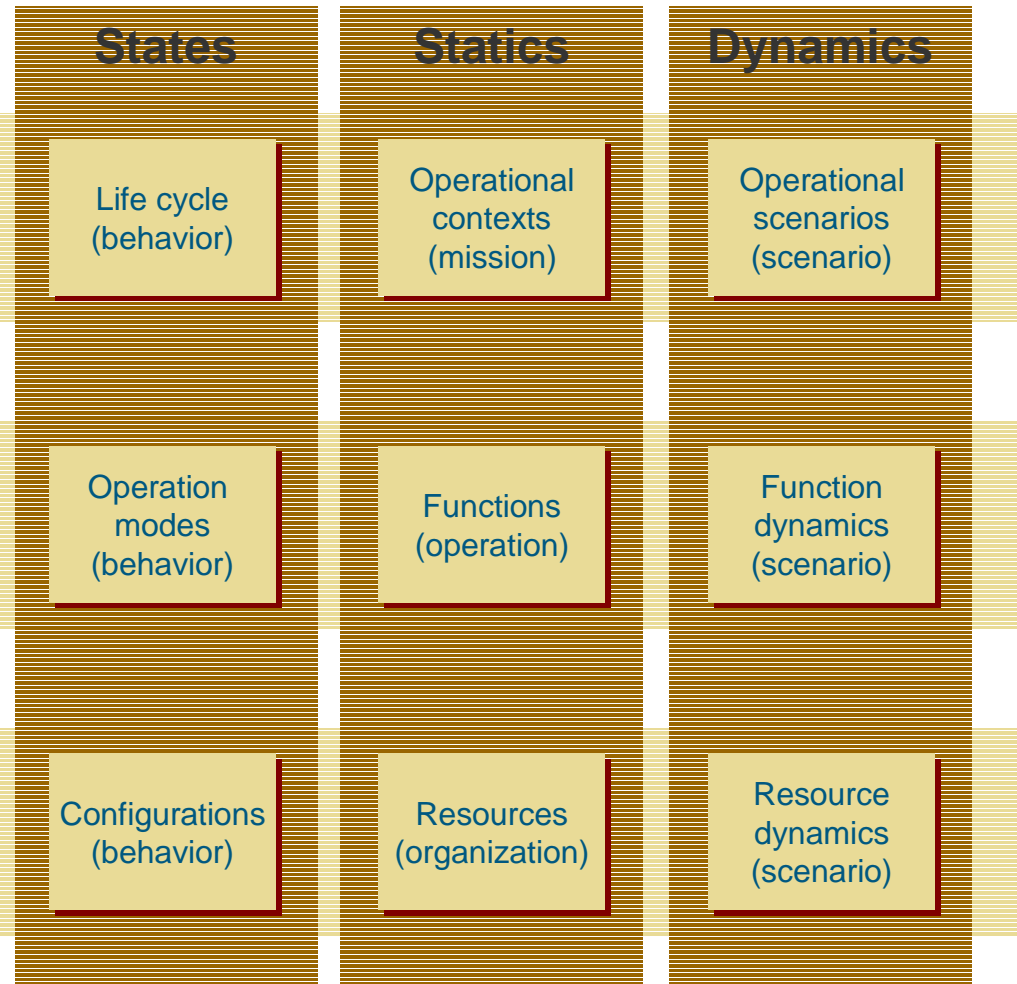 States
Statics
Dynamics
Life cycle
(behavior)
Operational
contexts
(mission)
Operational
scenarios
(scenario)
Operation
modes
(behavior)
Functions
(operation)
Function
dynamics
(scenario)
Configurations
(behavior)
Resources
(organization)
Resource
dynamics
(scenario)